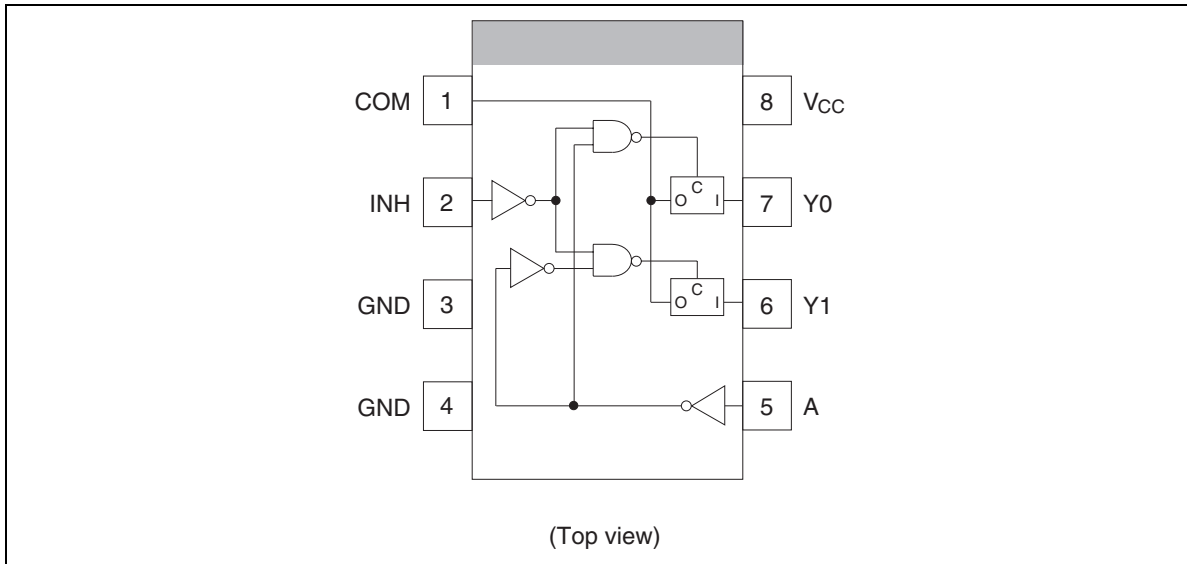 COM 1
8 VCC
INH 2
C
O I
7 Y0
GND 3
C
O I
6 Y1
GND 4
5 A
(Top view)